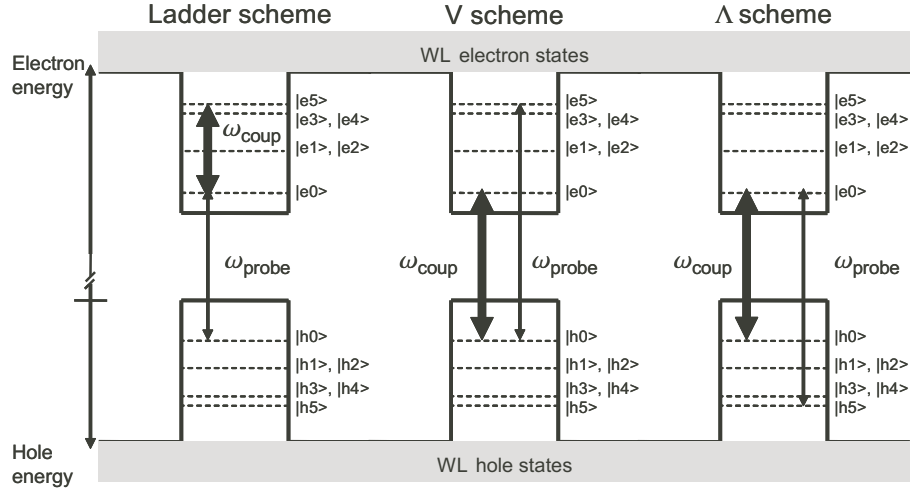 Ladder scheme
V scheme
Λ scheme
WL electron states
Electron
energy
|e5>
|e3>, |e4>
ωcoup
|e1>, |e2>
|e0>
ωprobe
|h0>
|h1>, |h2>
|h3>, |h4>
|h5>
|e5>
|e3>, |e4>
|e1>, |e2>
|e0>
ωcoup
ωprobe
|h0>
|h1>, |h2>
|h3>, |h4>
|h5>
|e5>
|e3>, |e4>
|e1>, |e2>
|e0>
ωcoup
ωprobe
|h0>
|h1>, |h2>
|h3>, |h4>
|h5>
Hole
energy
WL hole states